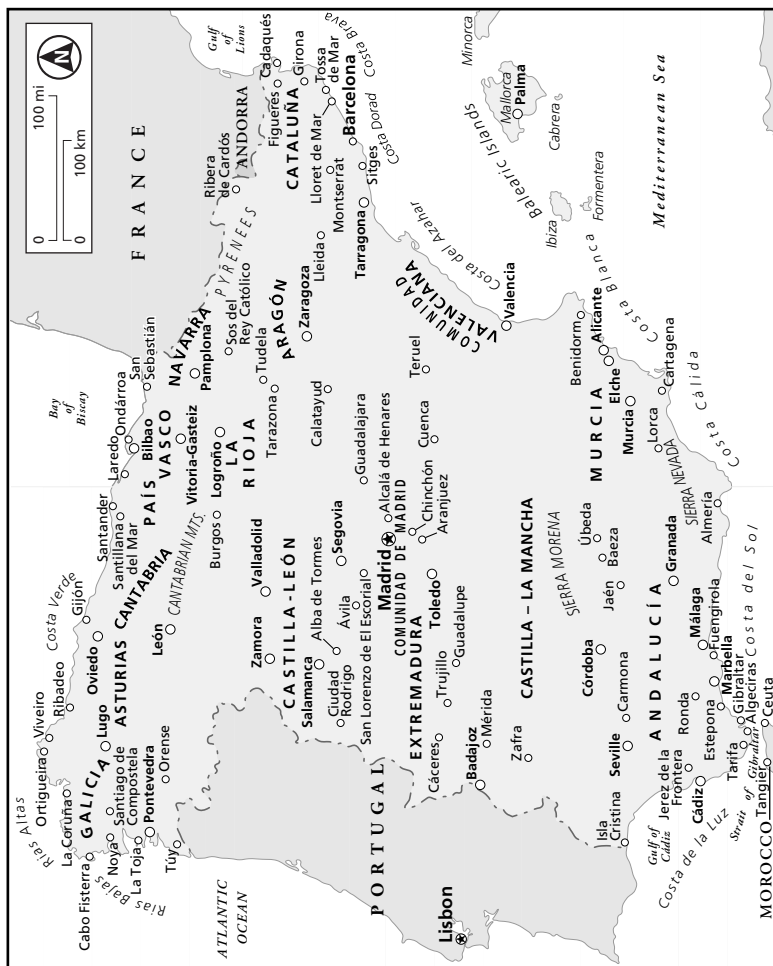 Rías Altas
Ortigueira
Viveiro
Ribadeo
La Coruña
Cabo Fisterra
GALICIA
Lugo
Noya
Santiago de
Compostela
La Toja
Pontevedra
Rías Bajas
Orense
Túy
ATLANTIC
OCEAN
Costa Verde
Gijón
Oviedo
ASTURIAS
CANTABRIA
Santander
Santillana
del Mar
Laredo
Ondárroa
Bilbao
PAÍS
VASCO
San
Sebastián
Bay
of
Biscay
CANTABRIAN MTS.
León
Burgos
Vitoria-Gasteiz
Logroño
LA
RIOJA
NAVARRA
Pamplona
FRANCE
PYRENEES
Sos del
Rey Católico
Tudela
Tarazona
ARAGÓN
Zaragoza
Calatayud
Teruel
Ribera
de Cardós
ANDORRA
Gulf
of
Lions
Cadaqués
Figueres
Girona
CATALUÑA
Tossa
de Mar
Lloret de Mar
Costa Brava
Barcelona
Montserrat
Sitges
Costa Dorad
Lleida
Tarragona
Zamora
Valladolid
CASTILLA-LEÓN
Salamanca
Alba de Tormes
Ciudad
Rodrigo
Ávila
Segovia
San Lorenzo de El Escorial
Guadalajara
Alcalá de Henares
Madrid
COMUNIDAD DE MADRID
Chinchón
Aranjuez
Cuenca
PORTUGAL
Lisbon
EXTREMADURA
Cáceres
Trujillo
Guadalupe
Toledo
Badajoz
Mérida
Zafra
CASTILLA – LA MANCHA
COMUNIDAD
VALENCIANA
Valencia
Costa del Azahar
Balearic Islands
Minorca
Mallorca
Palma
Cabrera
Ibiza
Formentera
Mediterranean Sea
SIERRA MORENA
Córdoba
Úbeda
Baeza
Jaén
Carmona
Seville
Isla
Cristina
ANDALUCÍA
Granada
SIERRA NEVADA
MURCIA
Murcia
Lorca
Benidorm
Alicante
Elche
Costa Blanca
Cartagena
Costa Cálida
Almería
Gulf of
Cádiz
Jerez de la
Frontera
Cádiz
Costa de la Luz
Ronda
Estepona
Málaga
Fuengirola
Marbella
Costa del Sol
Gibraltar
Algeciras
Tarifa
Strait of Gibraltar
Tangier
Ceuta
MOROCCO
0
100 mi
0
100 km
N